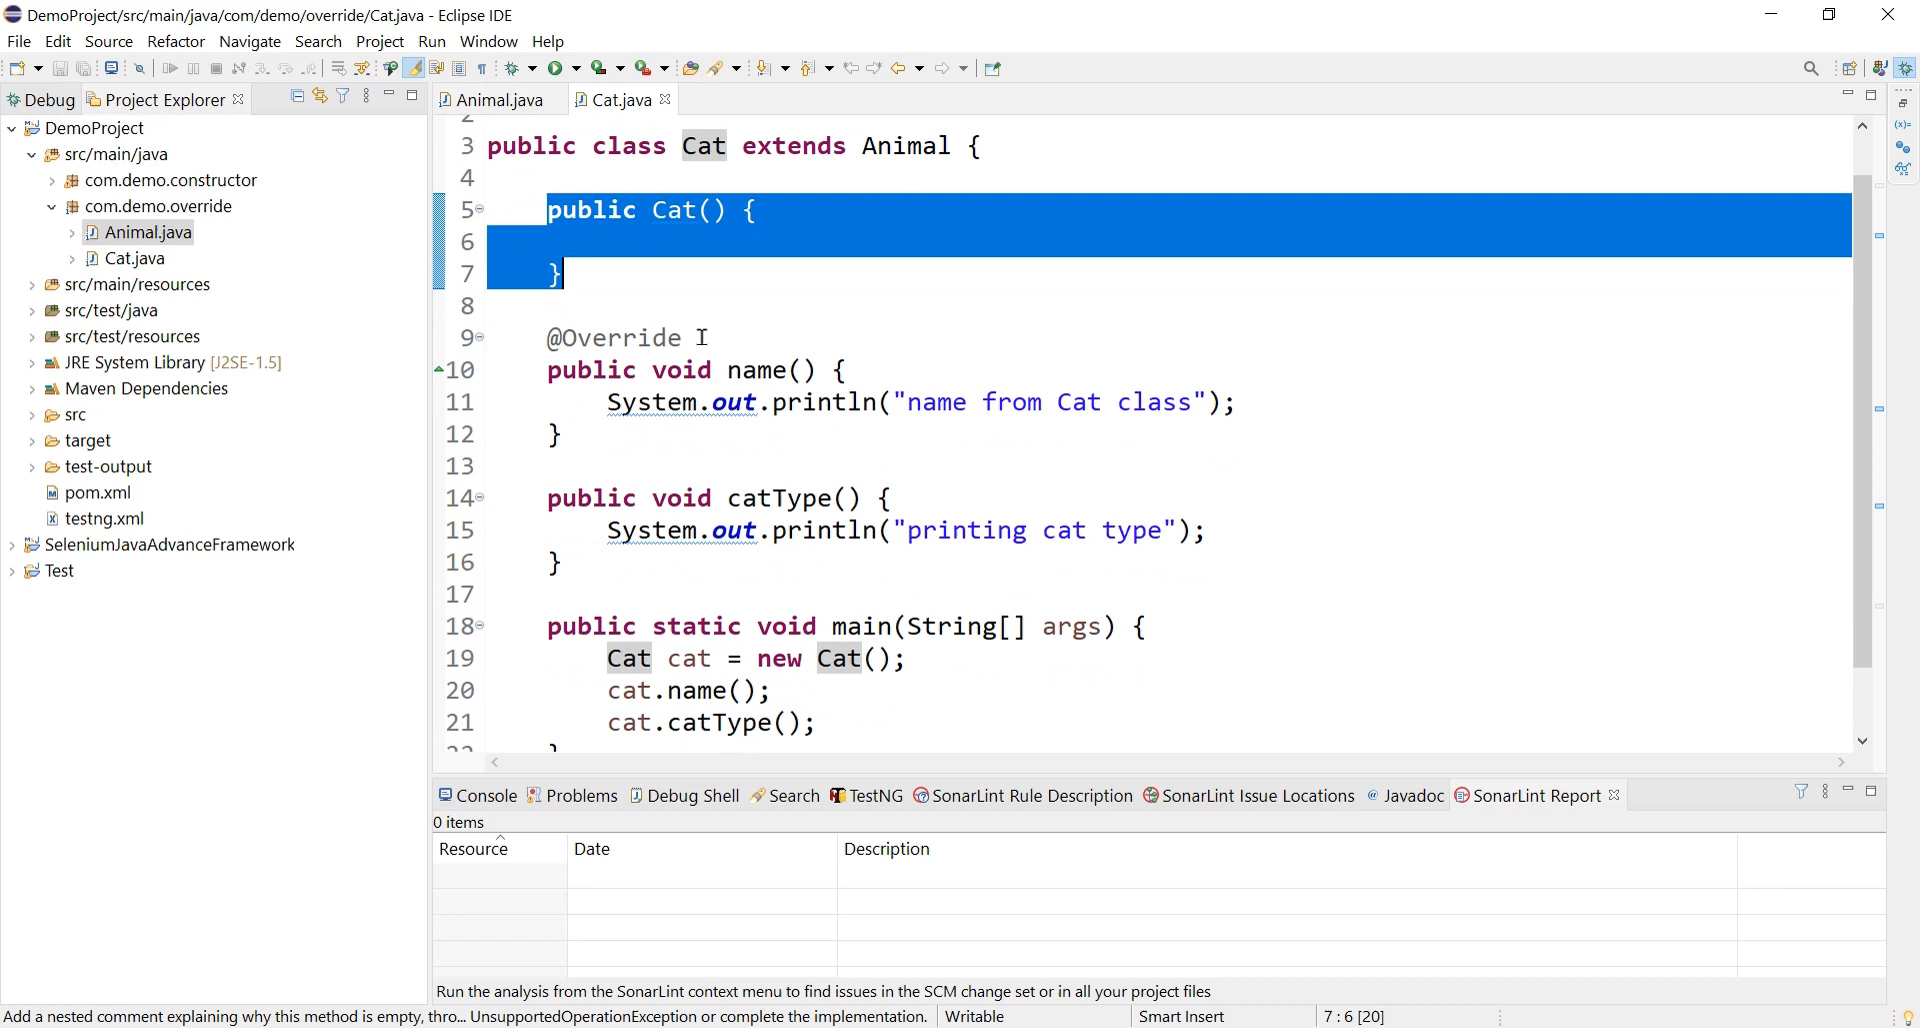 DemoProject/src/main/java/com/demo/override/Cat.java - Eclipse IDE
File Edit Source Refactor Navigate Search Project Run Window Help
Debug Project Explorer
Animal.java Cat.java
DemoProject
src/main/java
com.demo.constructor
com.demo.override
Animal.java
Cat.java
src/main/resources
src/test/java
src/test/resources
JRE System Library [J2SE-1.5]
Maven Dependencies
src
target
test-output
pom.xml
testng.xml
SeleniumJavaAdvanceFramework
Test
2
3 public class Cat extends Animal {
4
5 public Cat() {
6
7 }
8
9 @Override
10 public void name() {
11 System.out.println("name from Cat class");
12 }
13
14 public void catType() {
15 System.out.println("printing cat type");
16 }
17
18 public static void main(String[] args) {
19 Cat cat = new Cat();
20 cat.name();
21 cat.catType();
22 }
Console Problems Debug Shell Search TestNG SonarLint Rule Description SonarLint Issue Locations Javadoc SonarLint Report
0 items
Resource Date Description
Run the analysis from the SonarLint context menu to find issues in the SCM change set or in all your project files
Add a nested comment explaining why this method is empty, thro... UnsupportedOperationException or complete the implementation. Writable Smart Insert 7 : 6 [20]